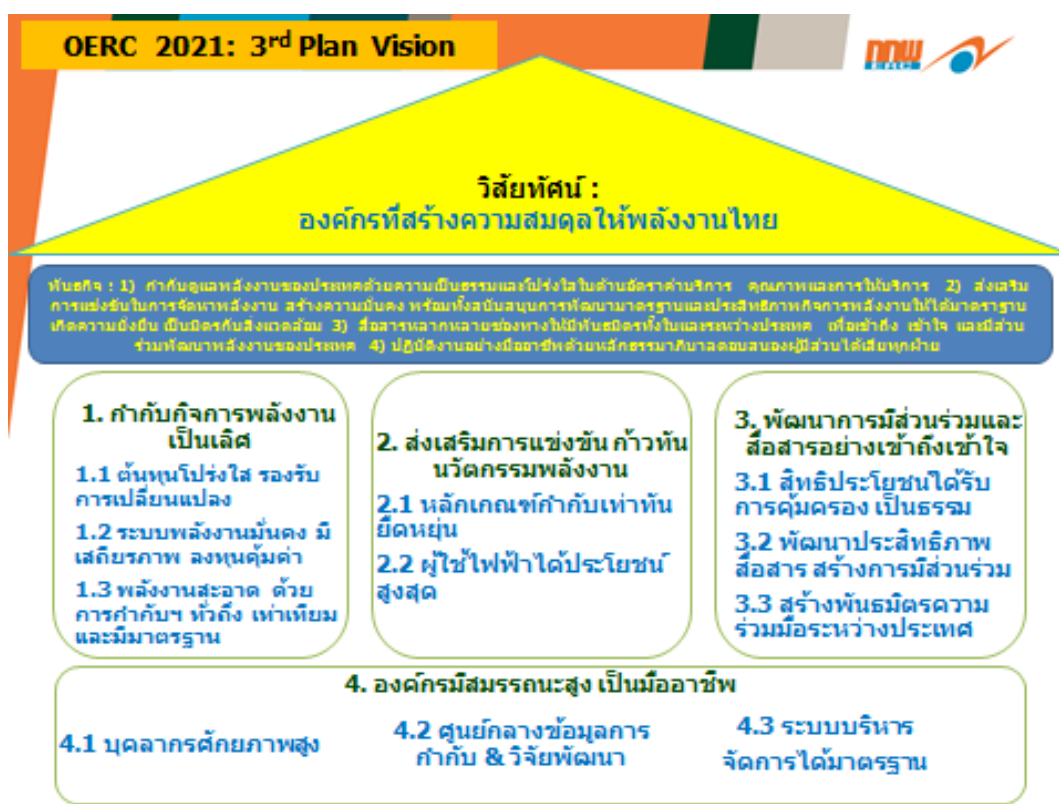 OERC 2021: 3rd Plan Vision
กกพ
วิสัยทัศน์ :
องค์กรที่สร้างความสมดุลให้พลังงานไทย
พันธกิจ : 1) กำกับดูแลพลังงานของประเทศด้วยความเป็นธรรมและโปร่งใสในด้านอัตราค่าบริการ คุณภาพและการให้บริการ 2) ส่งเสริม
การแข่งขันในการจัดหาพลังงาน สร้างความมั่นคง พร้อมทั้งสนับสนุนการพัฒนามาตรฐานและประสิทธิภาพกิจการพลังงานให้ได้มาตราฐาน
เกิดความยั่งยืน เป็นมิตรกับสิ่งแวดล้อม 3) สื่อสารหลากหลายช่องทางให้มีพันธมิตรทั้งในและระหว่างประเทศ เพื่อเข้าถึง เข้าใจ และมีส่วน
ร่วมพัฒนาพลังงานของประเทศ 4) ปฏิบัติงานอย่างมืออาชีพด้วยหลักธรรมาภิบาลตอบสนองผู้มีส่วนได้เสียทุกฝ่าย
1. กำกับกิจการพลังงาน
เป็นเลิศ
1.1 ต้นทุนโปร่งใส รองรับ
การเปลี่ยนแปลง
1.2 ระบบพลังงานมั่นคง มี
เสถียรภาพ ลงทุนคุ้มค่า
1.3 พลังงานสะอาด ด้วย
การกำกับฯ ทั่วถึง เท่าเทียม
และมีมาตรฐาน
2. ส่งเสริมการแข่งขัน ก้าวทัน
นวัตกรรมพลังงาน
2.1 หลักเกณฑ์กำกับเท่าทัน
ยืดหยุ่น
2.2 ผู้ใช้ไฟฟ้าได้ประโยชน์
สูงสุด
3. พัฒนาการมีส่วนร่วมและ
สื่อสารอย่างเข้าถึงเข้าใจ
3.1 สิทธิประโยชน์ได้รับ
การคุ้มครอง เป็นธรรม
3.2 พัฒนาประสิทธิภาพ
สื่อสาร สร้างการมีส่วนร่วม
3.3 สร้างพันธมิตรความ
ร่วมมือระหว่างประเทศ
4. องค์กรมีสมรรถนะสูง เป็นมืออาชีพ
4.1 บุคลากรศักยภาพสูง
4.2 ศูนย์กลางข้อมูลการ
กำกับ & วิจัยพัฒนา
4.3 ระบบบริหาร
จัดการได้มาตรฐาน